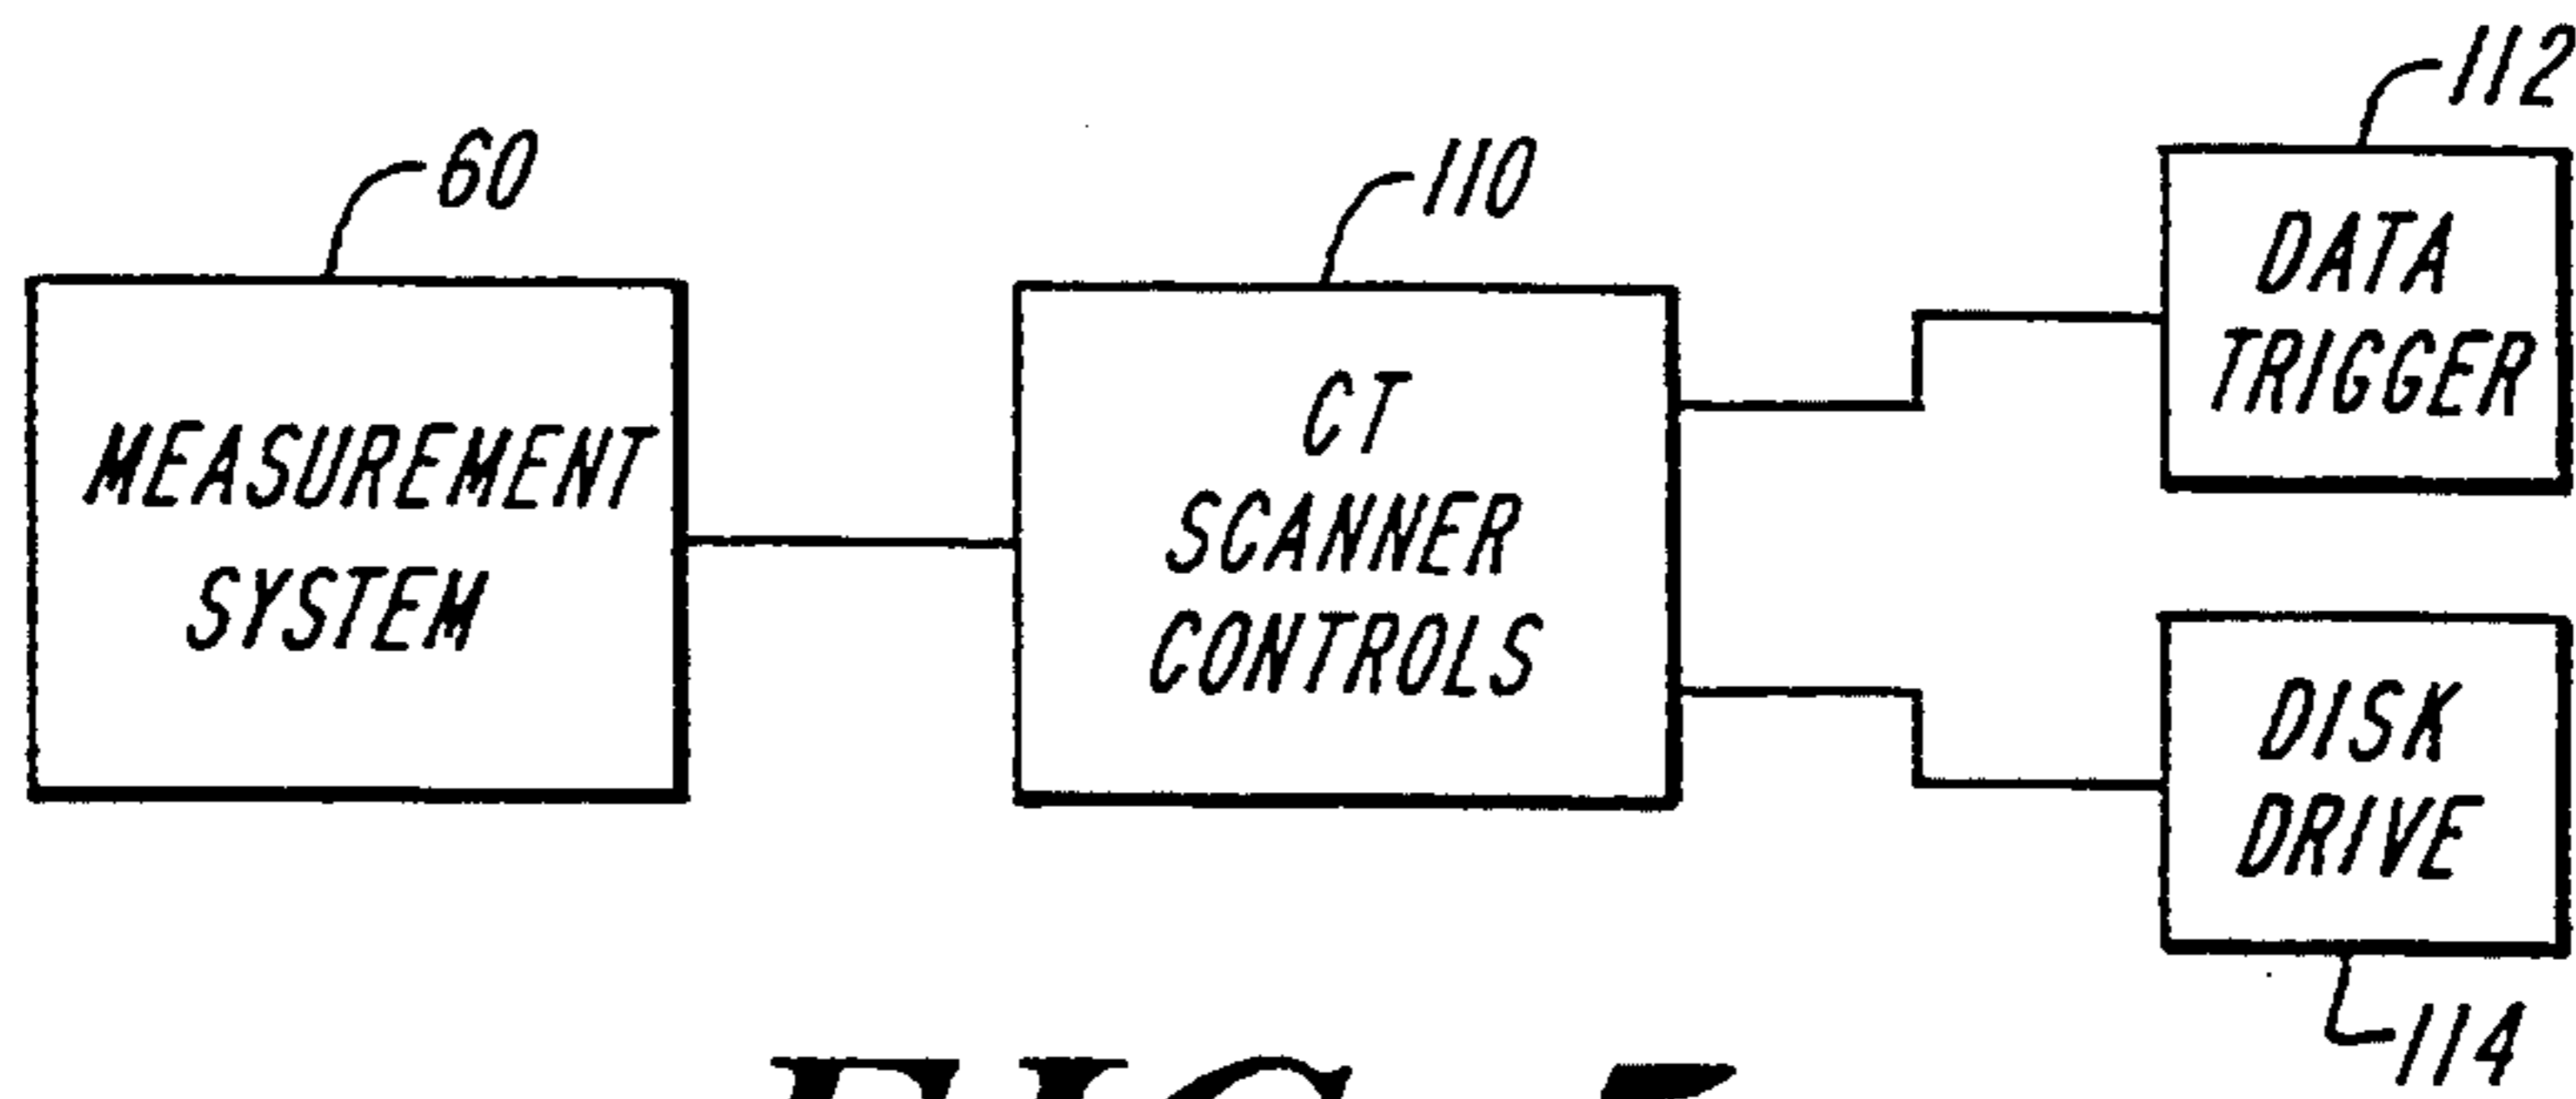 60
MEASUREMENT
SYSTEM
110
CT
SCANNER
CONTROLS
112
DATA
TRIGGER
DISK
DRIVE
114